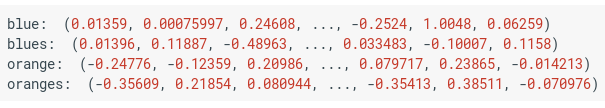 blue:  (0.01359, 0.00075997, 0.24608, ..., -0.2524, 1.0048, 0.06259)
blues:  (0.01396, 0.11887, -0.48963, ..., 0.033483, -0.10007, 0.1158)
orange:  (-0.24776, -0.12359, 0.20986, ..., 0.079717, 0.23865, -0.014213)
oranges:  (-0.35609, 0.21854, 0.080944, ..., -0.35413, 0.38511, -0.070976)